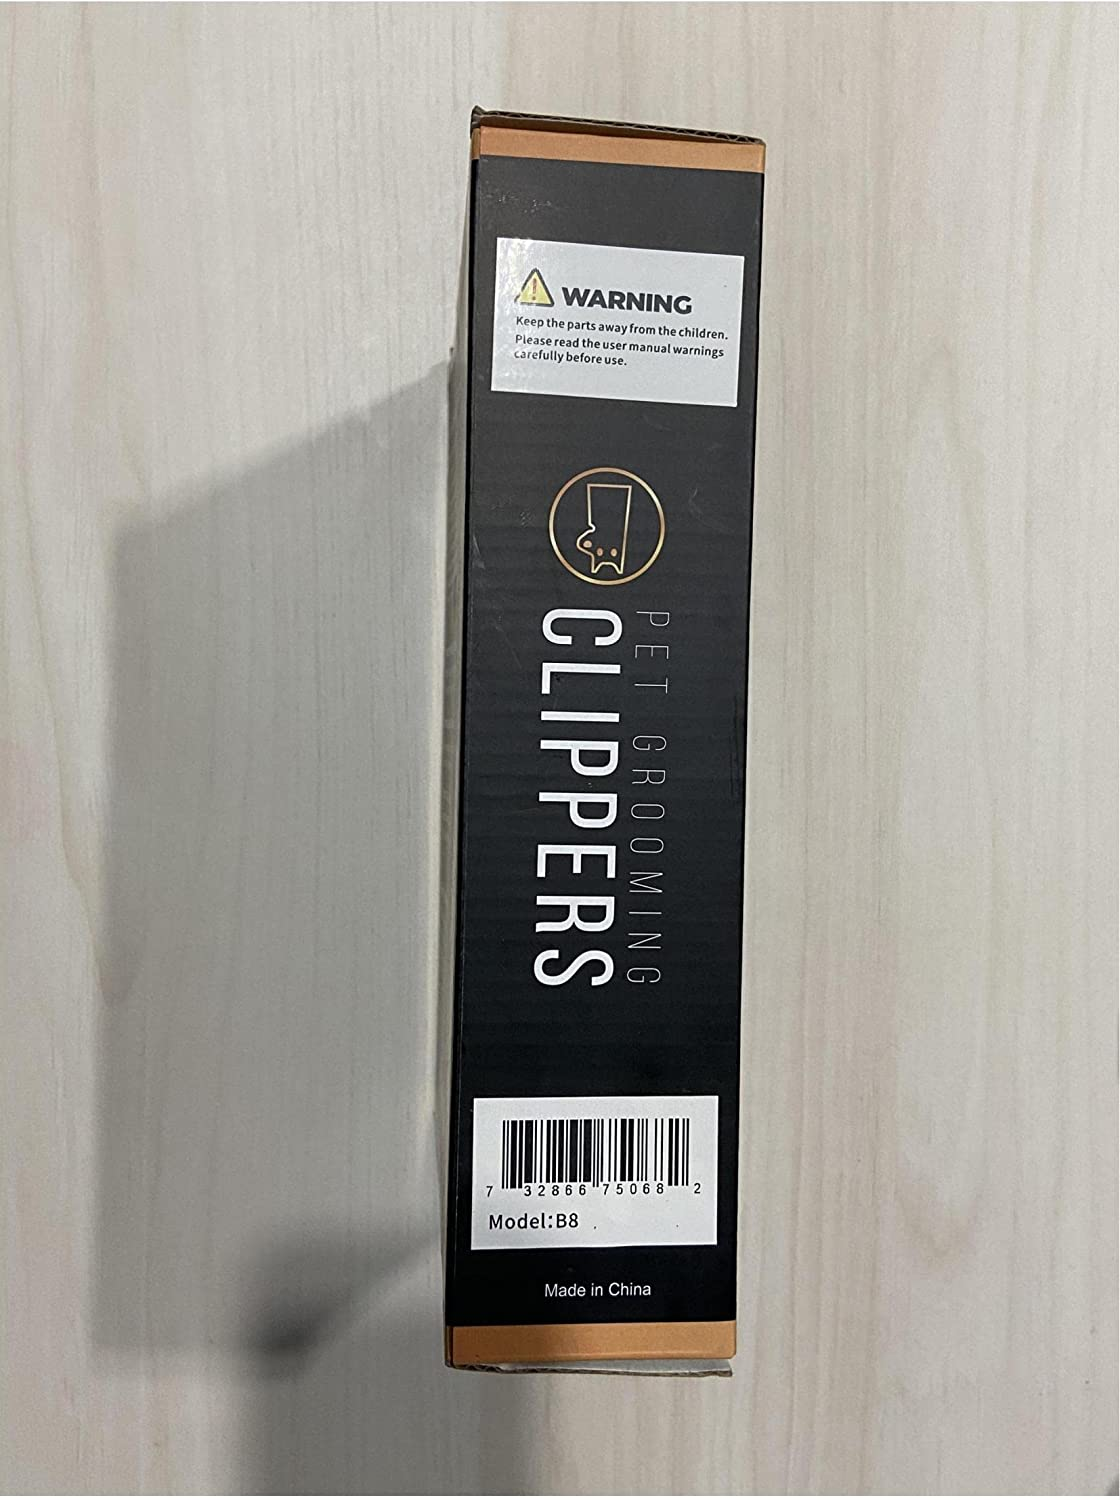 WARNING
Keep the parts away from the children.
Please read the user manual warnings
carefully before use.
PET GROOMING
CLIPPERS
7 32866 75068 2
Model:B8
Made in China